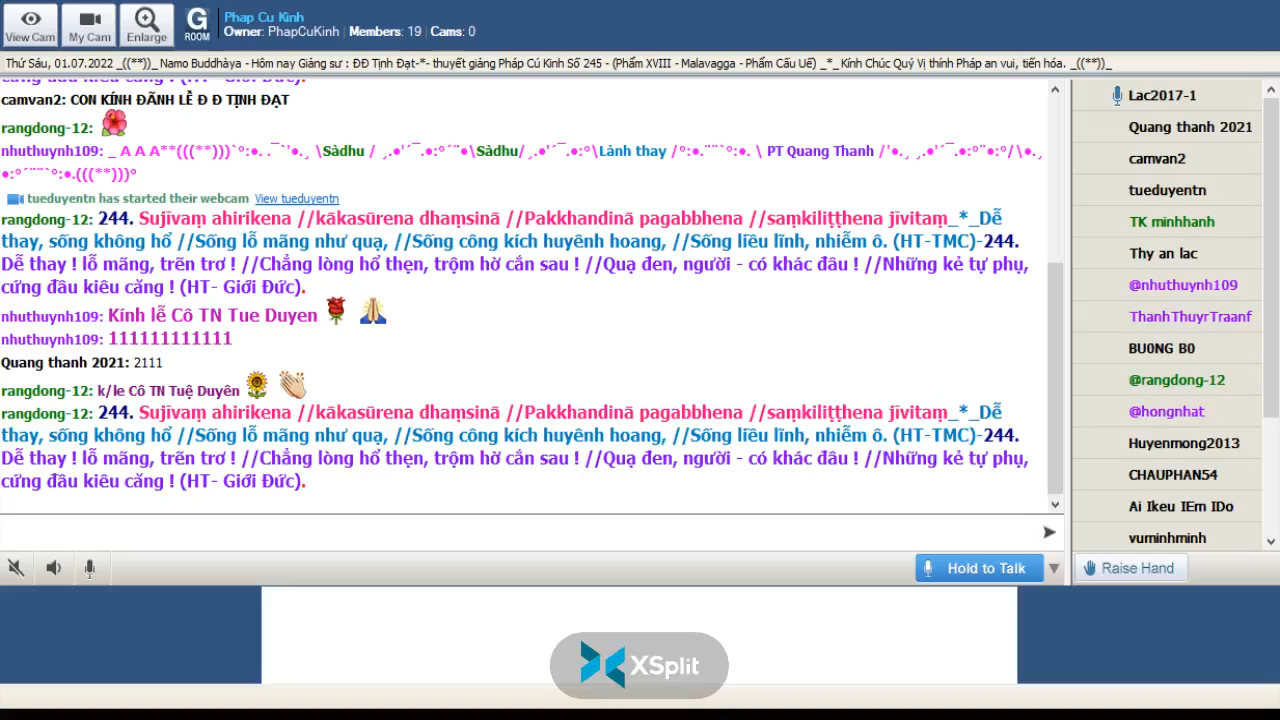 View Cam
My Cam
Enlarge
G
ROOM
Phap Cu Kinh
Owner: PhapCuKinh | Members: 19 | Cams: 0
Thứ Sáu, 01.07.2022 _((**))_ Namo Buddhàya - Hôm nay Giảng sư : ĐĐ Tịnh Đạt-*- thuyết giảng Pháp Cú Kinh Số 245 - (Phẩm XVIII - Malavagga - Phẩm Cấu Uế) _*_ Kính Chúc Quý Vị thính Pháp an vui, tiến hóa. _((**))_
cứng đầu kiêu căng ! (HT- Giới Đức).
camvan2: CON KÍNH ĐÃNH LỄ Đ Đ TỊNH ĐẠT
rangdong-12:
nhuthuynh109: _ A A A**(((**)))`°:•. .¯`'•.¸ \Sàdhu / ¸.•'´¯.•:°´¨•\Sàdhu/¸.•'´¯.•:°\Lành thay /°:•.¨¨`°:•. \ PT Quang Thanh /'•.¸ ¸.•'´¯.•:°¨•:°/\•.¸
•:°´¨¨`°:•.(((**)))°
tueduyentn has started their webcam View tueduyentn
rangdong-12: 244. Sujīvaṃ ahirikena //kākasūrena dhaṃsinā //Pakkhandinā pagabbhena //saṃkiliṭṭhena jīvitaṃ_*_Dễ
thay, sống không hổ //Sống lỗ mãng như quạ, //Sống công kích huyênh hoang, //Sống liều lĩnh, nhiễm ô. (HT-TMC)-244.
Dễ thay ! lỗ mãng, trẽn trơ ! //Chẳng lòng hổ thẹn, trộm hờ cắn sau ! //Quạ đen, người - có khác đâu ! //Những kẻ tự phụ,
cứng đầu kiêu căng ! (HT- Giới Đức).
nhuthuynh109: Kính lễ Cô TN Tue Duyen
nhuthuynh109: 111111111111
Quang thanh 2021: 2111
rangdong-12: k/le Cô TN Tuệ Duyên
rangdong-12: 244. Sujīvaṃ ahirikena //kākasūrena dhaṃsinā //Pakkhandinā pagabbhena //saṃkiliṭṭhena jīvitaṃ_*_Dễ
thay, sống không hổ //Sống lỗ mãng như quạ, //Sống công kích huyênh hoang, //Sống liều lĩnh, nhiễm ô. (HT-TMC)-244.
Dễ thay ! lỗ mãng, trẽn trơ ! //Chẳng lòng hổ thẹn, trộm hờ cắn sau ! //Quạ đen, người - có khác đâu ! //Những kẻ tự phụ,
cứng đầu kiêu căng ! (HT- Giới Đức).
Lac2017-1
Quang thanh 2021
camvan2
tueduyentn
TK minhhanh
Thy an lac
@nhuthuynh109
ThanhThuyrTraanf
BU0NG B0
@rangdong-12
@hongnhat
Huyenmong2013
CHAUPHAN54
Ai Ikeu IEm IDo
vuminhminh
Hold to Talk
Raise Hand
XSplit